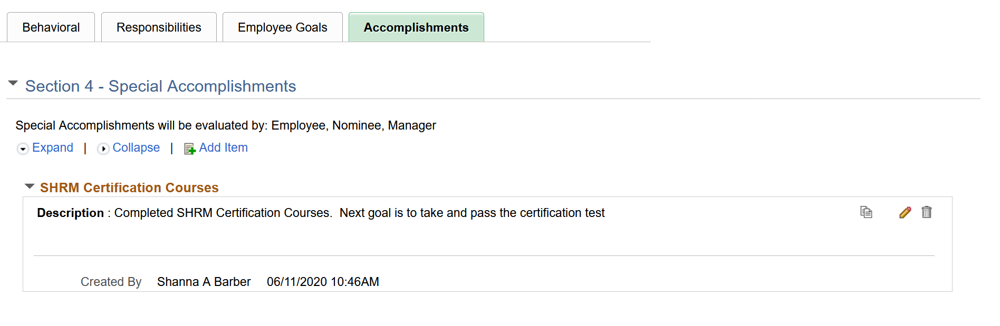 Behavioral Responsibilities Employee Goals Accomplishments
Section 4 - Special Accomplishments
Special Accomplishments will be evaluated by: Employee, Nominee, Manager
Expand | Collapse | Add Item
SHRM Certification Courses
Description : Completed SHRM Certification Courses.  Next goal is to take and pass the certification test
Created By Shanna A Barber 06/11/2020 10:46AM